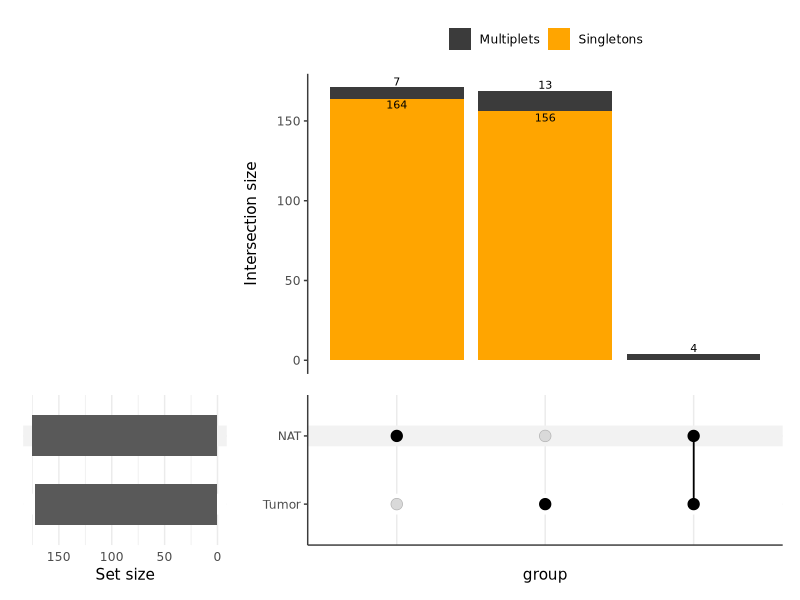 Multiplets Singletons
7
13
164
156
150
100
50
0
Intersection size
4
NAT
Tumor
150 100 50 0
Set size
group